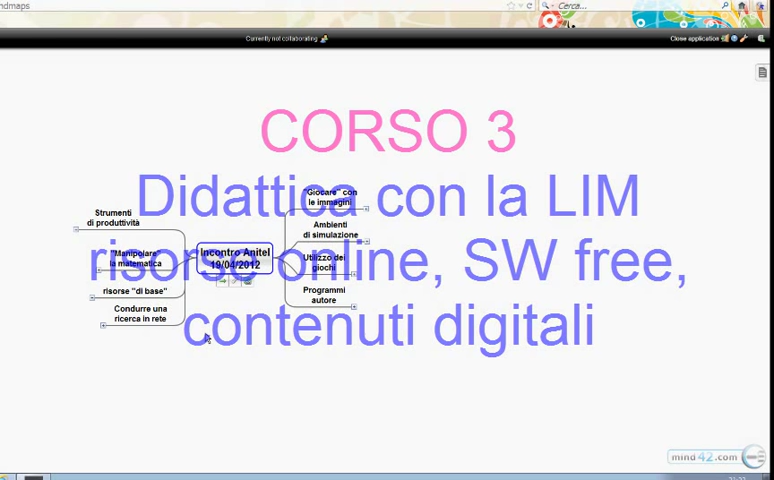 ndmaps
Cerca...
Currently not collaborating
Close application
CORSO 3
Didattica con la LIM
risorse online, SW free,
contenuti digitali
Incontro Anitel
19/04/2012
Strumenti
di produttività
"Manipolare"
la matematica
risorse "di base"
Condurre una
ricerca in rete
"Giocare" con
le immagini
Ambienti
di simulazione
Utilizzo dei
giochi
Programmi
autore
mind42.com